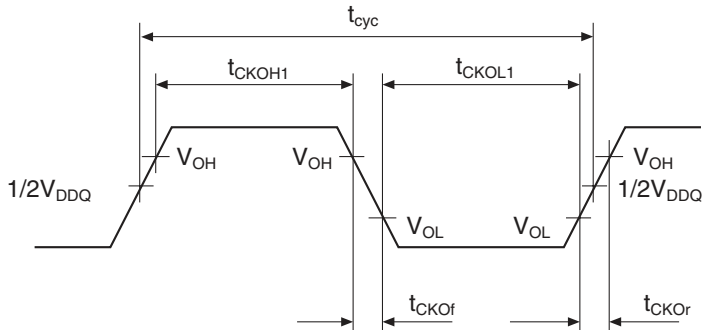 tcyc
tCKOH1 tCKOL1
VOH VOH VOH
1/2VDDQ 1/2VDDQ
VOL VOL
tCKOf tCKOr